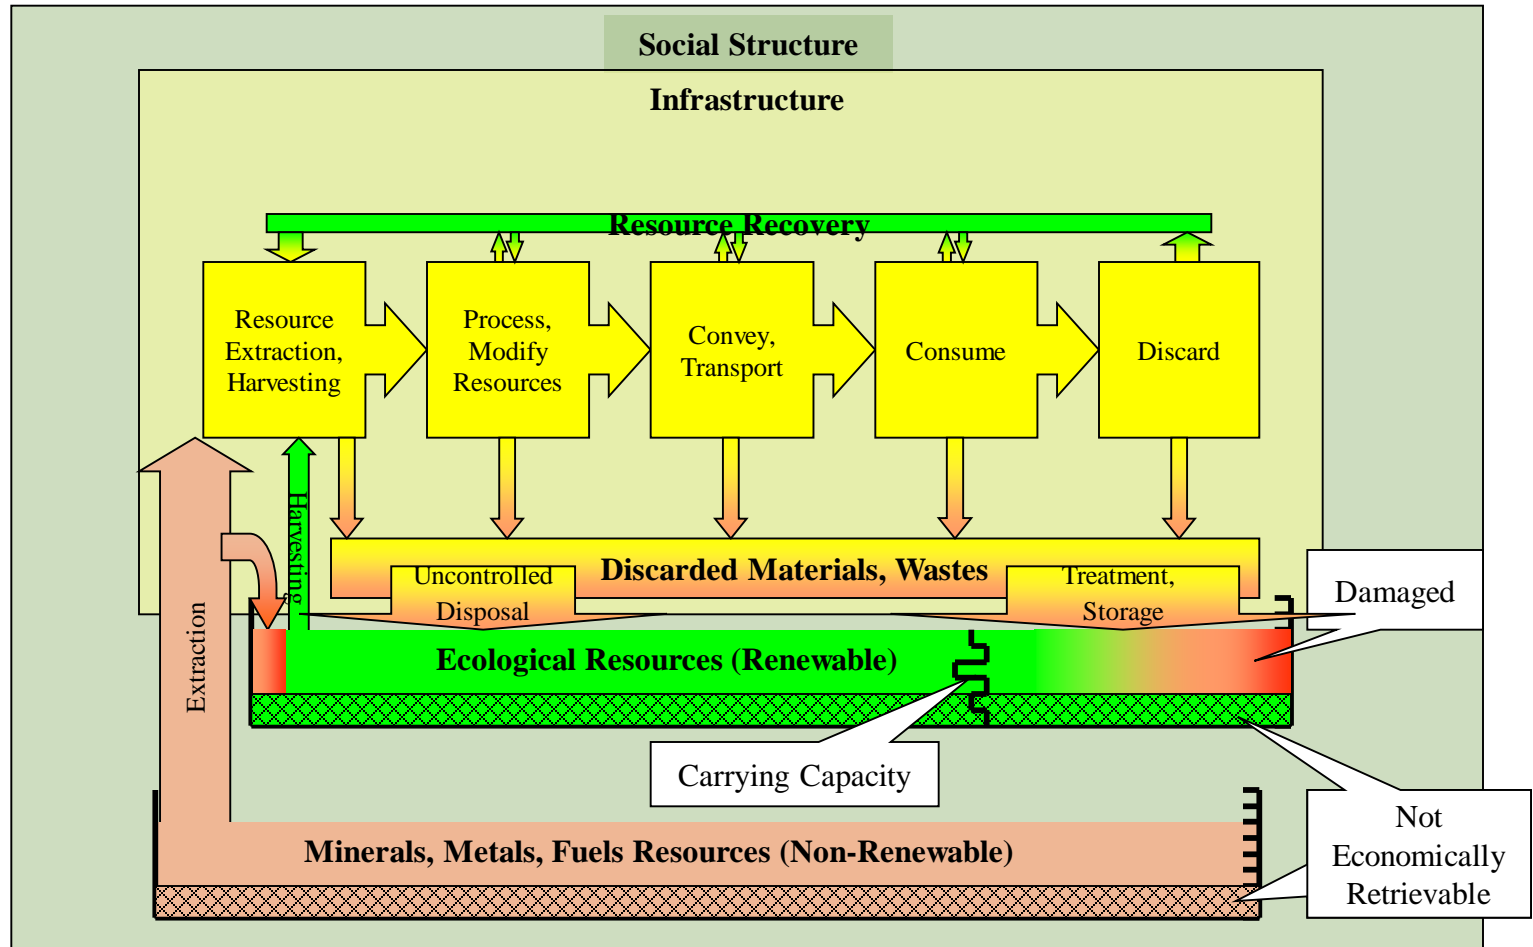 Social Structure
Infrastructure
Resource Recovery
Resource
Extraction,
Harvesting
Process,
Modify
Resources
Convey,
Transport
Consume
Discard
Harvesting
Extraction
Discarded Materials, Wastes
Uncontrolled
Disposal
Treatment,
Storage
Damaged
Ecological Resources (Renewable)
Carrying Capacity
Not
Economically
Retrievable
Minerals, Metals, Fuels Resources (Non-Renewable)